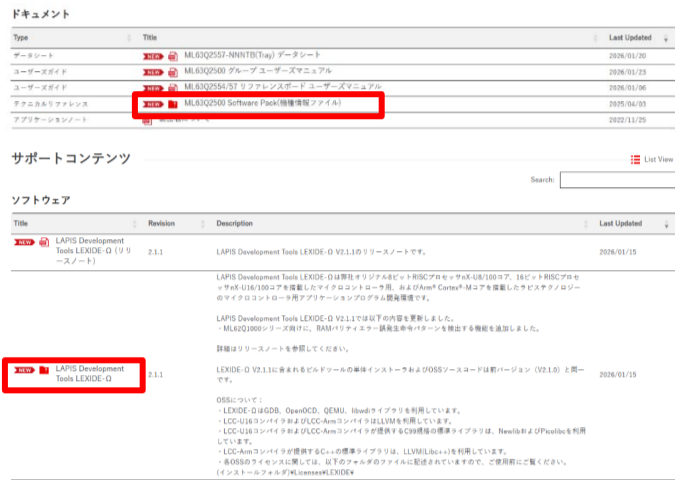 ドキュメント
Type Title Last Updated
データシート NEW ML63Q2557-NNNTB(Tray) データシート 2026/01/20
ユーザーズガイド NEW ML63Q2500 グループ ユーザーズマニュアル 2026/01/23
ユーザーズガイド NEW ML63Q2554/57 リファレンスボード ユーザーズマニュアル 2026/01/06
テクニカルリファレンス NEW ML63Q2500 Software Pack(機種情報ファイル) 2025/04/03
アプリケーションノート 2022/11/25
サポートコンテンツ List View
Search:
ソフトウェア
Title Revision Description Last Updated
NEW LAPIS Development
Tools LEXIDE-Ω (リリ
ースノート) 2.1.1 LAPIS Development Tools LEXIDE-Ω V2.1.1のリリースノートです。 2026/01/15
LAPIS Development Tools LEXIDE-Ωは弊社オリジナル8ビットRISCプロセッサnX-U8/100コア、16ビットRISCプロセ
ッサnX-U16/100コアを搭載したマイクロコントローラ用、およびArm® Cortex®-Mコアを搭載したラピステクノロジー
のマイクロコントローラ用アプリケーションプログラム開発環境です。
LAPIS Development Tools LEXIDE-Ω V2.1.1では以下の内容を更新しました。
・ML62Q1000シリーズ向けに、RAMパリティエラー誤発生命令パターンを検出する機能を追加しました。
詳細はリリースノートを参照してください。
NEW LAPIS Development
Tools LEXIDE-Ω 2.1.1 LEXIDE-Ω V2.1.1に含まれるビルドツールの単体インストーラおよびOSSソースコードは前バージョン（V2.1.0）と同一
です。 2026/01/15
OSSについて：
・LEXIDE-ΩはGDB、OpenOCD、QEMU、libwdiライブラリを利用しています。
・LCC-U16コンパイラおよびLCC-ArmコンパイラはLLVMを利用しています。
・LCC-U16コンパイラおよびLCC-Armコンパイラが提供するC99規格の標準ライブラリは、NewlibおよびPicolibcを利用
しています。
・LCC-Armコンパイラが提供するC++の標準ライブラリは、LLVM(Libc++)を利用しています。
・各OSSのライセンスに関しては、以下のフォルダのファイルに記述されていますので、ご使用前にご覧ください。
(インストールフォルダ)¥Licenses¥LEXIDE¥